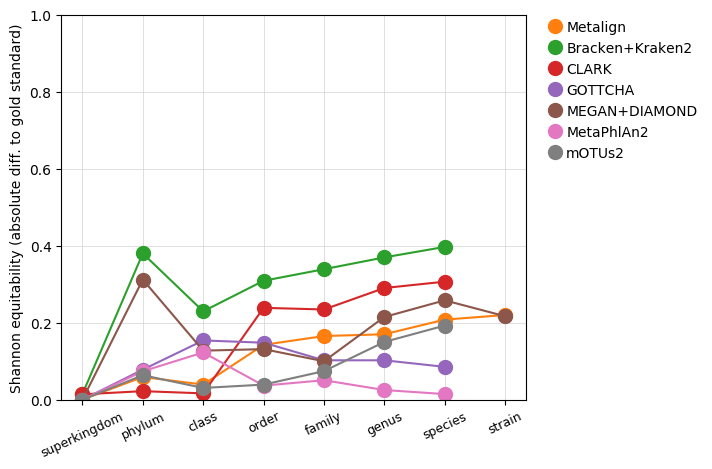 Shannon equitability (absolute diff. to gold standard)
1.0
0.8
0.6
0.4
0.2
0.0
superkingdom
phylum
class
order
family
genus
species
strain
Metalign
Bracken+Kraken2
CLARK
GOTTCHA
MEGAN+DIAMOND
MetaPhlAn2
mOTUs2